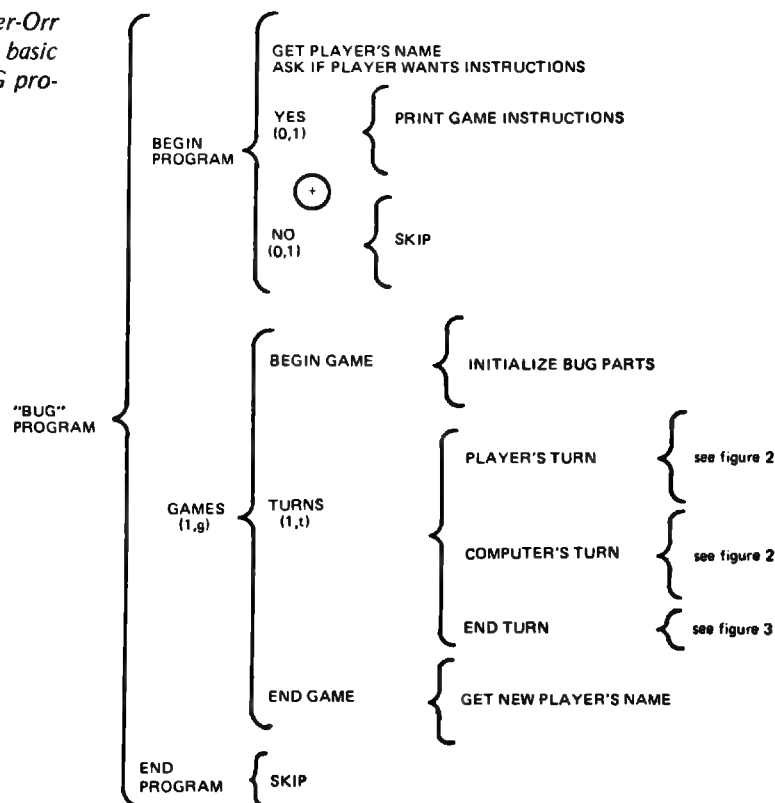 er-Orr
basic
G pro-
GET PLAYER'S NAME
ASK IF PLAYER WANTS INSTRUCTIONS
YES
(0,1)
PRINT GAME INSTRUCTIONS
BEGIN
PROGRAM
+
NO
(0,1)
SKIP
BEGIN GAME
INITIALIZE BUG PARTS
"BUG"
PROGRAM
PLAYER'S TURN
see figure 2
GAMES
(1,g)
TURNS
(1,t)
COMPUTER'S TURN
see figure 2
END TURN
see figure 3
END GAME
GET NEW PLAYER'S NAME
END
PROGRAM
SKIP